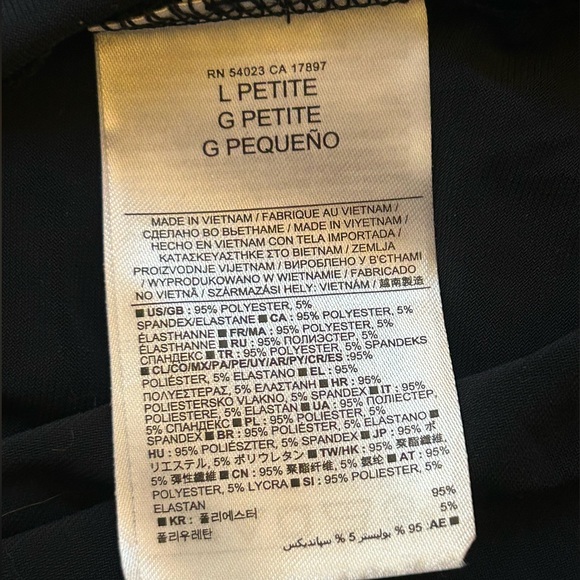 RN 54023 CA 17897
L PETITE
G PETITE
G PEQUEÑO
MADE IN VIETNAM / FABRIQUE AU VIETNAM /
/ СДЕЛАНО ВО ВЬЕТНАМЕ / MADE IN VIYETNAM /
HECHO EN VIETNAM CON TELA IMPORTADA /
ΚΑΤΑΣΚΕΥΑΣΤΗΚΕ ΣΤΟ ΒΙΕΤΝΑΜ / ZEMLJA
PROIZVODNJE VIJETNAM / ВИРОБЛЕНО У В'ЄТНАМІ
/ WYPRODUKOWANO W WIETNAMIE / FABRICADO
NO VIETNÃ / SZÁRMAZÁSI HELY: VIETNÁM / 越南製造
■ US/GB : 95% POLYESTER, 5%
SPANDEX/ELASTANE ■ CA : 95% POLYESTER, 5%
ÉLASTHANNE ■ FR/MA : 95% POLYESTER, 5%
ÉLASTHANNE ■ RU : 95% ПОЛИЭСТЕР, 5%
СПАНДЕКС ■ TR : 95% POLYESTER, 5% SPANDEKS
■ CL/CO/MX/PA/PE/UY/AR/PY/CR/ES :95%
POLIÉSTER, 5% ELASTANO ■ EL : 95%
ΠΟΛΥΕΣΤΕΡΑΣ, 5% ΕΛΑΣΤΑΝΗ ■ HR : 95%
POLIESTERSKO VLAKNO, 5% SPANDEX ■ IT : 95%
POLIESTERE, 5% ELASTAN ■ UA : 95% ПОЛІЕСТЕР,
5% СПАНДЕКС ■ PL : 95% POLIESTER, 5%
SPANDEX ■ BR : 95% POLIÉSTER, 5% ELASTANO ■
HU : 95% POLIÉSZTER, 5% SPANDEX ■ JP : 95% ポ
リエステル, 5% ポリウレタン ■ TW/HK : 95% 聚酯纖維,
5% 彈性纖維 ■ CN : 95% 聚酯纤维, 5% 氨纶 ■ AT : 95%
POLYESTER, 5% LYCRA ■ SI : 95% POLIESTER, 5%
ELASTAN
■ KR : 폴리에스터 95%
폴리우레탄 5%
■ AE: 95 % بوليستر 5 % سپانديكس